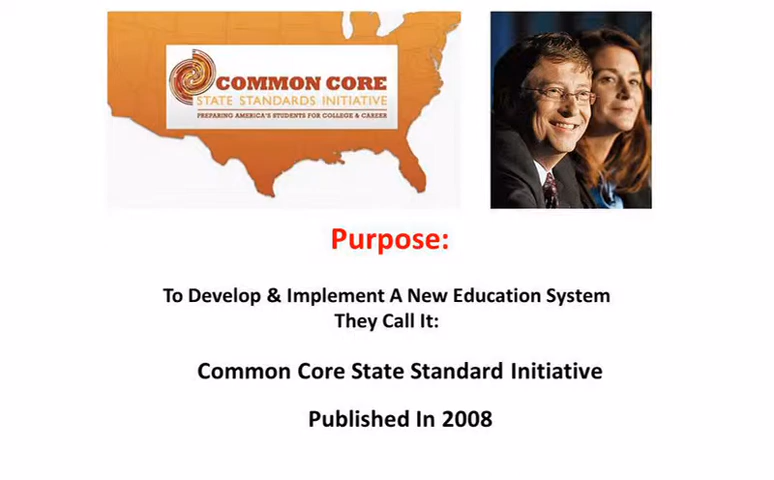 COMMON CORE
STATE STANDARDS INITIATIVE
PREPARING AMERICA'S STUDENTS FOR COLLEGE & CAREER
Purpose:
To Develop & Implement A New Education System
They Call It:
Common Core State Standard Initiative
Published In 2008